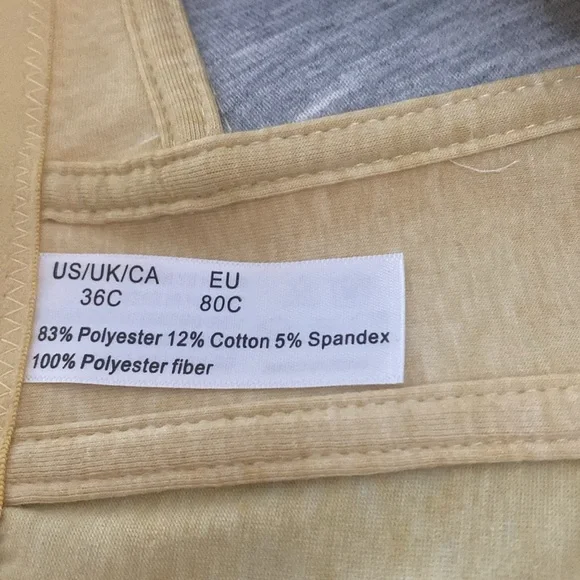 US/UK/CA EU
36C 80C
83% Polyester 12% Cotton 5% Spandex
100% Polyester fiber